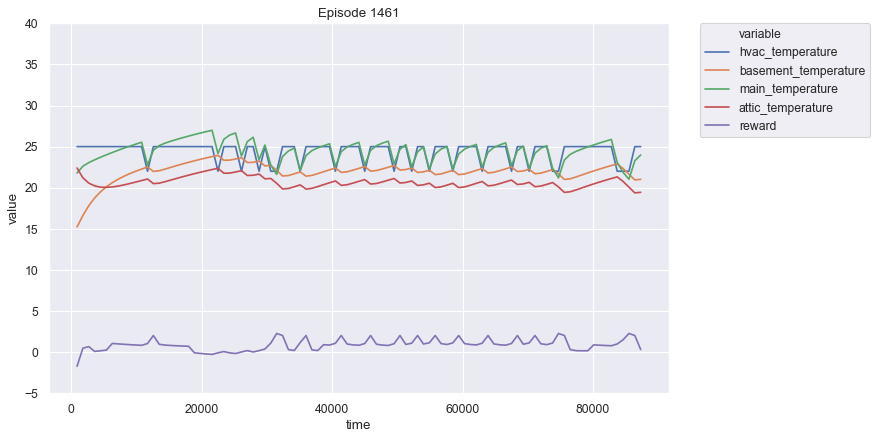 Episode 1461
40
35
30
25
20
15
10
5
0
−5
value
0
20000
40000
60000
80000
time
variable
hvac_temperature
basement_temperature
main_temperature
attic_temperature
reward